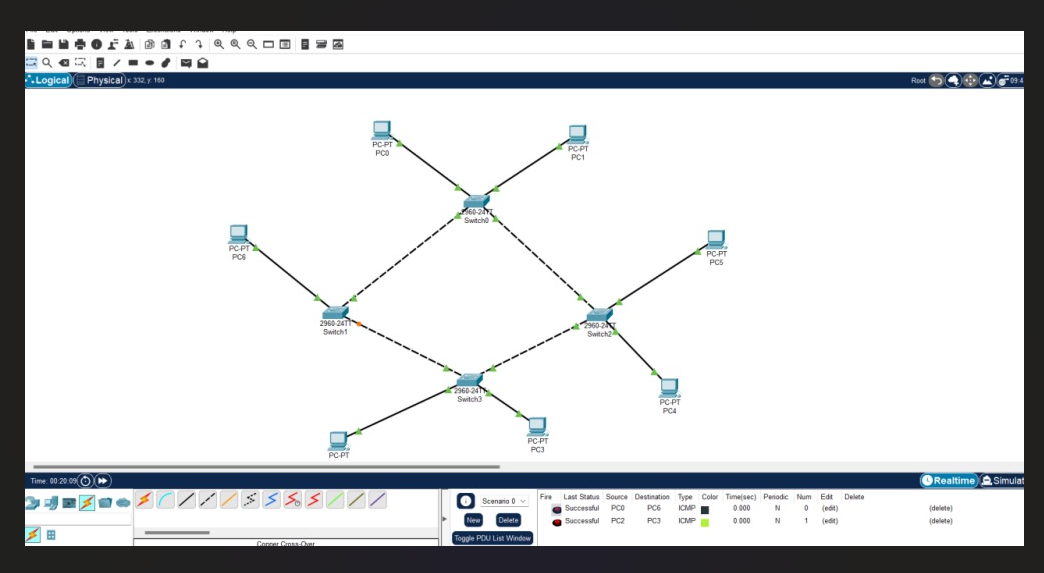 Logical Physical x: 332, y: 160 Root
PC-PT
PC0
PC-PT
PC1
2960-24TT
Switch0
PC-PT
PC6
PC-PT
PC5
2960-24TT
Switch1
2960-24TT
Switch2
2960-24TT
Switch3
PC-PT
PC4
PC-PT
PC3
PC-PT
Time: 00:20:09 Realtime Simulat
Scenario 0
New Delete
Toggle PDU List Window
Fire Last Status Source Destination Type Color Time(sec) Periodic Num Edit Delete
Successful PC0 PC6 ICMP 0.000 N 0 (edit) (delete)
Successful PC2 PC3 ICMP 0.000 N 1 (edit) (delete)
Copper Cross-Over